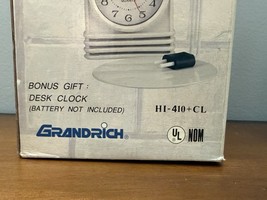 BONUS GIFT:
DESK CLOCK
(BATTERY NOT INCLUDED)
HI-410+CL
GRANDRICH®
UL® NOM